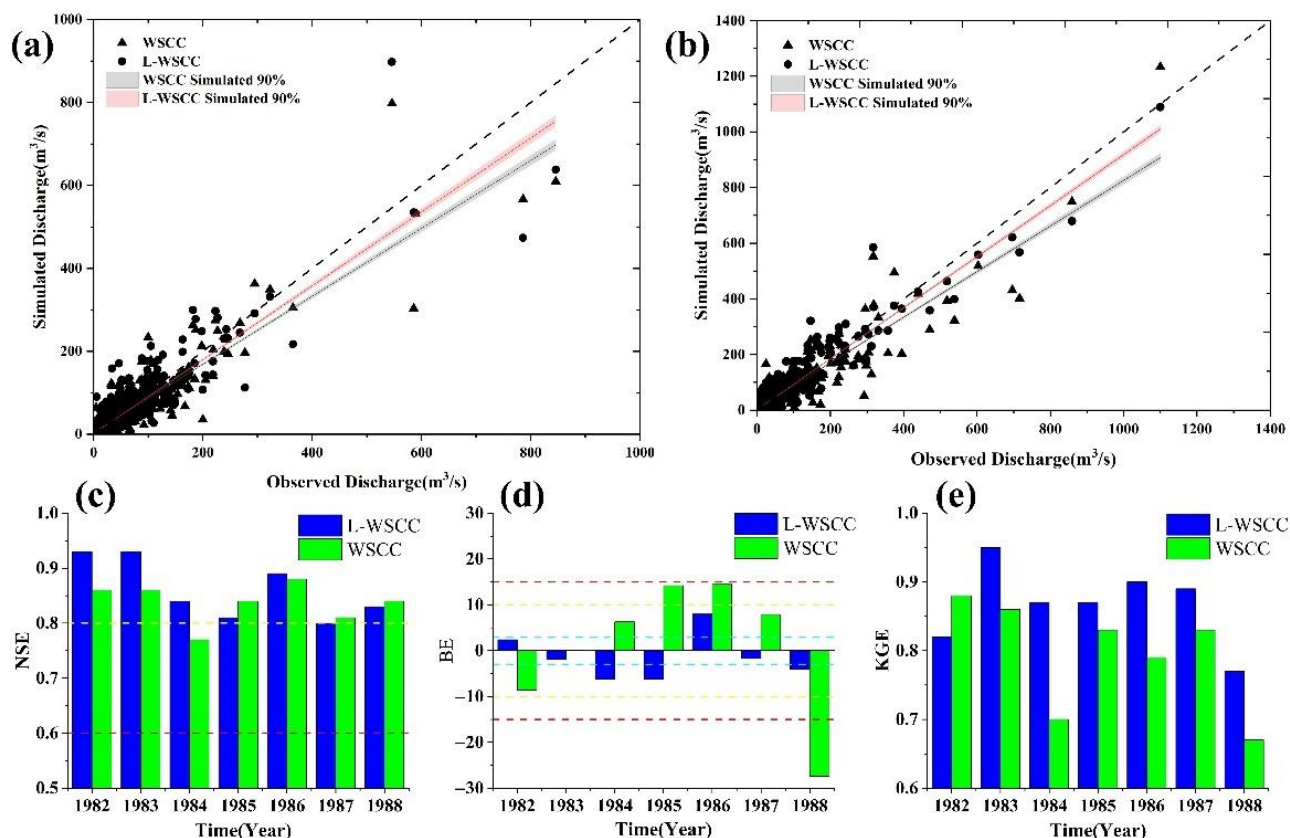 (a)
WSCC
L-WSCC
WSCC Simulated 90%
L-WSCC Simulated 90%
Simulated Discharge(m³/s)
1000
800
600
400
200
0
0 200 400 600 800 1000
Observed Discharge(m³/s)
(b)
WSCC
L-WSCC
WSCC Simulated 90%
L-WSCC Simulated 90%
Simulated Discharge(m³/s)
1400
1200
1000
800
600
400
200
0
0 200 400 600 800 1000 1200 1400
Observed Discharge(m³/s)
(c)
L-WSCC
WSCC
NSE
1.0
0.9
0.8
0.7
0.6
0.5
1982 1983 1984 1985 1986 1987 1988
Time(Year)
(d)
L-WSCC
WSCC
BE
30
20
10
0
−10
−20
−30
1982 1983 1984 1985 1986 1987 1988
Time(Year)
(e)
L-WSCC
WSCC
KGE
1.0
0.9
0.8
0.7
0.6
1982 1983 1984 1985 1986 1987 1988
Time(Year)